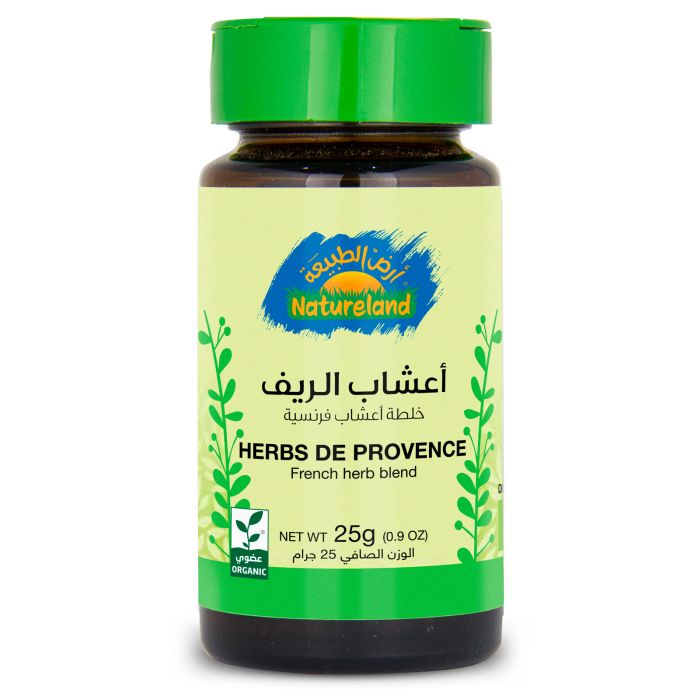 أرض الطبيعة
Natureland
أعشاب الريف
خلطة أعشاب فرنسية
HERBS DE PROVENCE
French herb blend
NET WT 25g (0.9 OZ)
الوزن الصافي 25 جرام
عضوي
ORGANIC